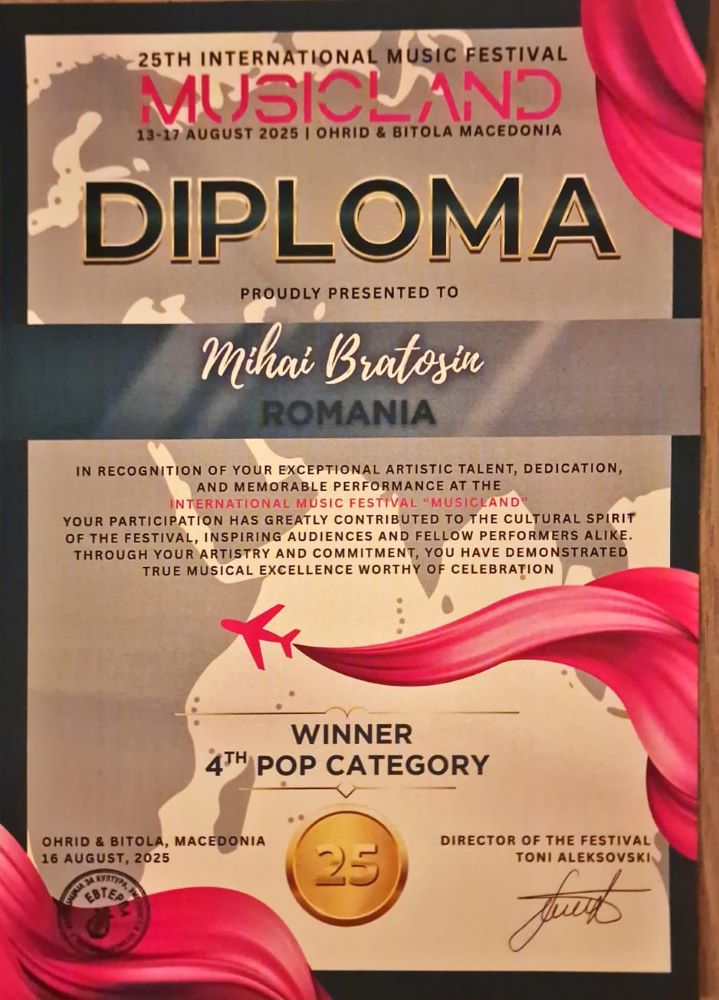 25TH INTERNATIONAL MUSIC FESTIVAL
MUSICLAND
13-17 AUGUST 2025 | OHRID & BITOLA MACEDONIA
DIPLOMA
PROUDLY PRESENTED TO
Mihai Bratosin
ROMANIA
IN RECOGNITION OF YOUR EXCEPTIONAL ARTISTIC TALENT, DEDICATION,
AND MEMORABLE PERFORMANCE AT THE
INTERNATIONAL MUSIC FESTIVAL “MUSICLAND”
YOUR PARTICIPATION HAS GREATLY CONTRIBUTED TO THE CULTURAL SPIRIT
OF THE FESTIVAL, INSPIRING AUDIENCES AND FELLOW PERFORMERS ALIKE.
THROUGH YOUR ARTISTRY AND COMMITMENT, YOU HAVE DEMONSTRATED
TRUE MUSICAL EXCELLENCE WORTHY OF CELEBRATION
WINNER
4TH POP CATEGORY
25
OHRID & BITOLA, MACEDONIA
16 AUGUST, 2025
DIRECTOR OF THE FESTIVAL
TONI ALEKSOVSKI
ЗА КУЛТУРА